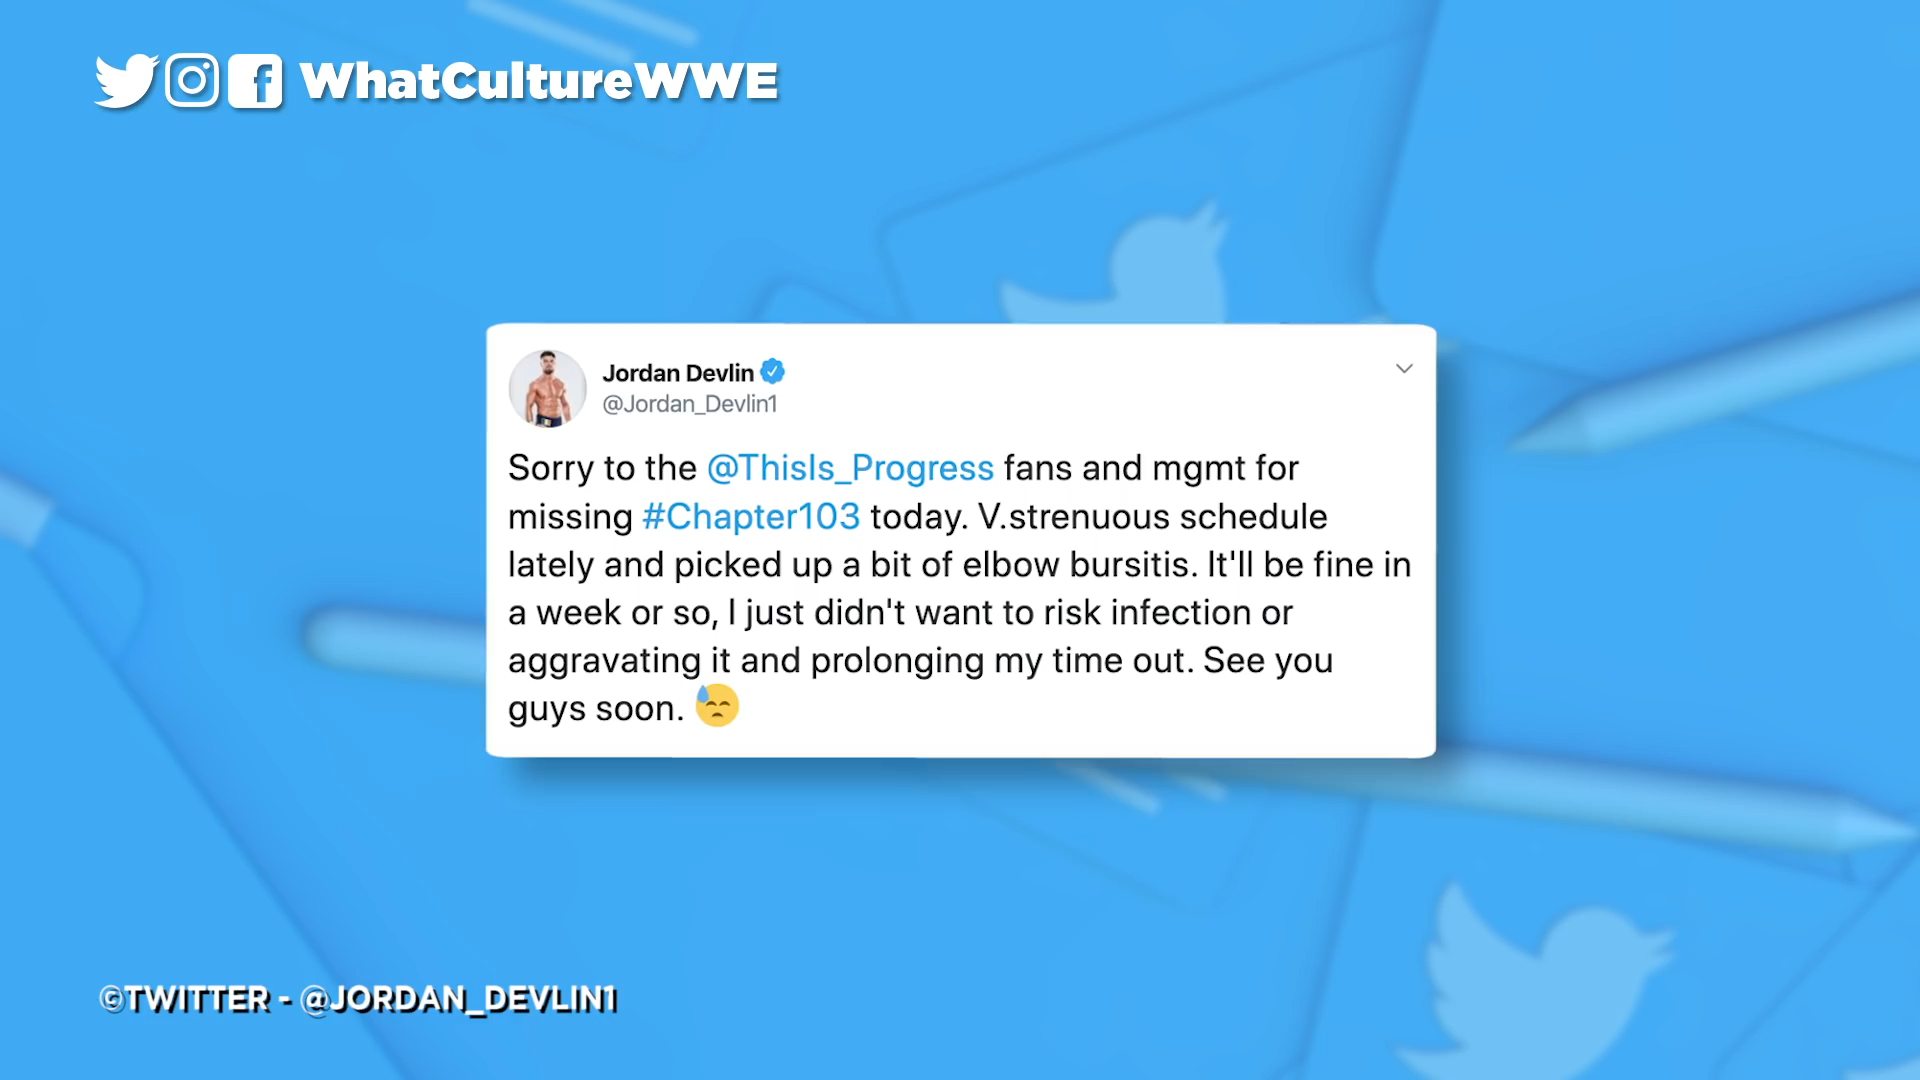 WhatCultureWWE
Jordan Devlin
@Jordan_Devlin1
Sorry to the @ThisIs_Progress fans and mgmt for
missing #Chapter103 today. V.strenuous schedule
lately and picked up a bit of elbow bursitis. It'll be fine in
a week or so, I just didn't want to risk infection or
aggravating it and prolonging my time out. See you
guys soon. 😓
©TWITTER - @JORDAN_DEVLIN1